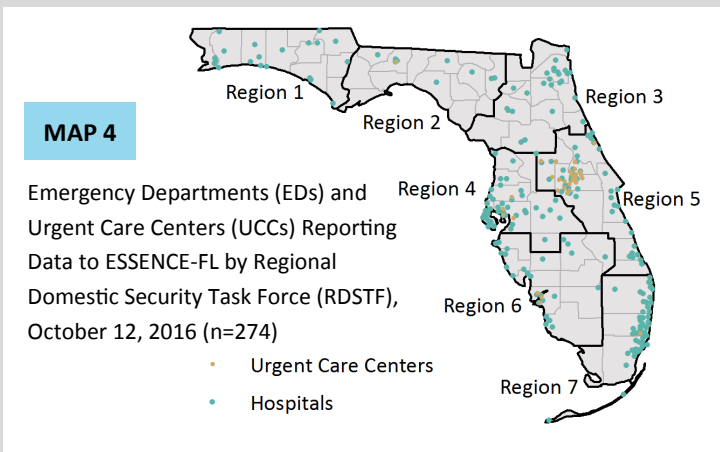 Region 1
Region 2
Region 3
MAP 4
Emergency Departments (EDs) and
Urgent Care Centers (UCCs) Reporting
Data to ESSENCE-FL by Regional
Domestic Security Task Force (RDSTF),
October 12, 2016 (n=274)
Region 4
Region 5
Region 6
Urgent Care Centers
Hospitals
Region 7